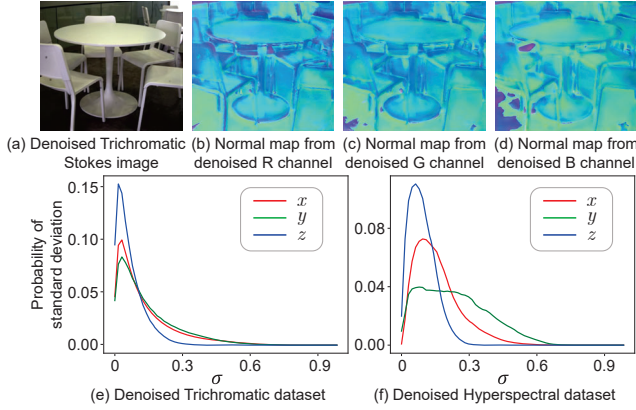 (a) Denoised Trichromatic
Stokes image
(b) Normal map from
denoised R channel
(c) Normal map from
denoised G channel
(d) Normal map from
denoised B channel
Probability of
standard deviation
0.15
0.10
0.05
0.00
x
y
z
0
0.3
0.6
0.9
σ
(e) Denoised Trichromatic dataset
0.08
0.04
0.00
x
y
z
0
0.3
0.6
0.9
σ
(f) Denoised Hyperspectral dataset